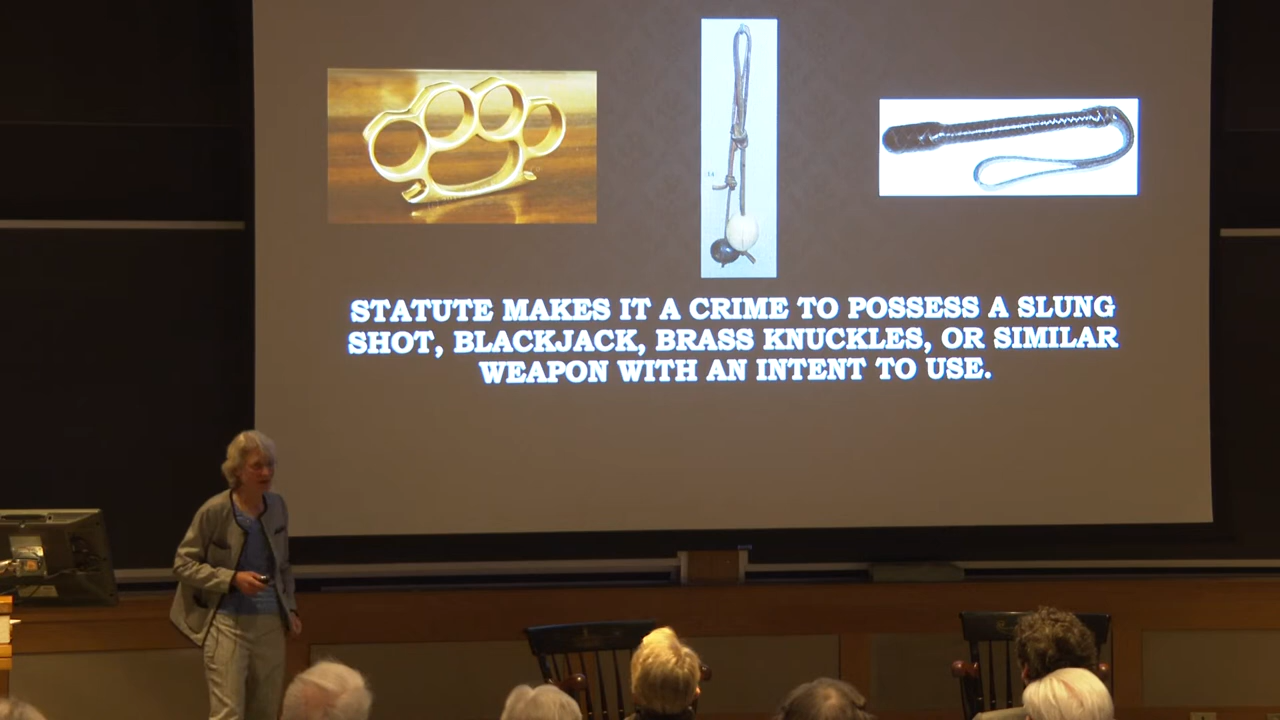 STATUTE MAKES IT A CRIME TO POSSESS A SLUNG
SHOT, BLACKJACK, BRASS KNUCKLES, OR SIMILAR
WEAPON WITH AN INTENT TO USE.